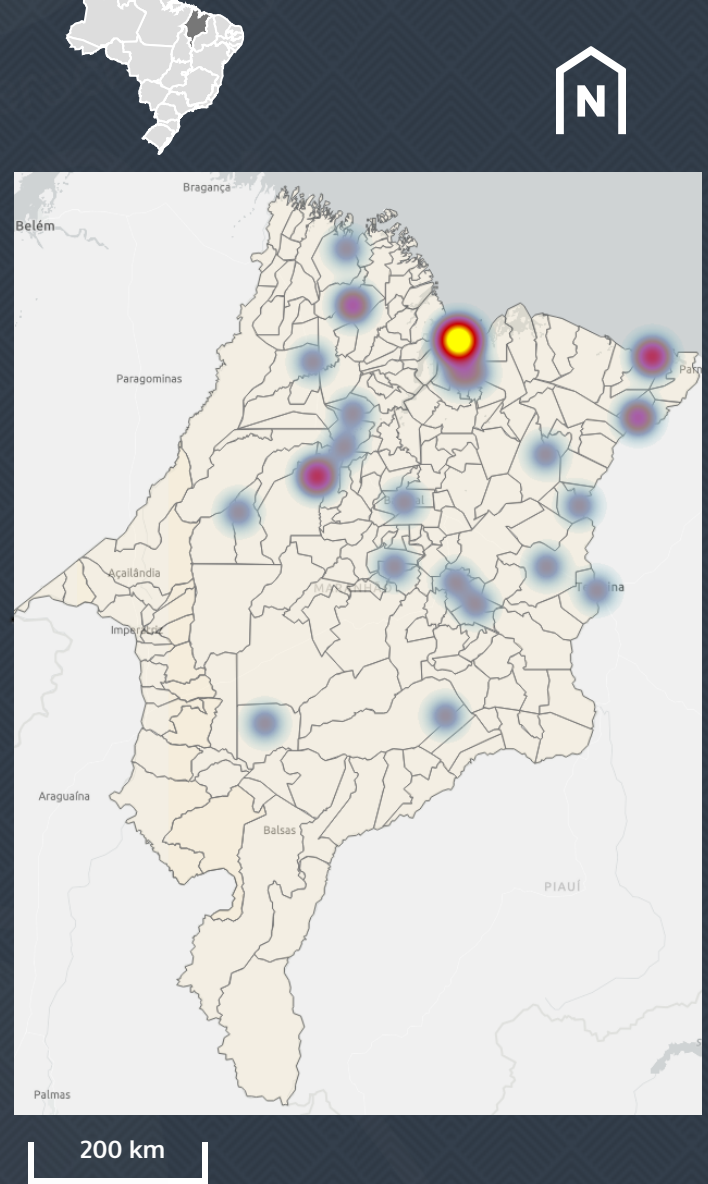 N
Bragança
Belém
Paragominas
Açailândia
Imperatriz
Araguaína
Balsas
PIAUÍ
Palmas
200 km